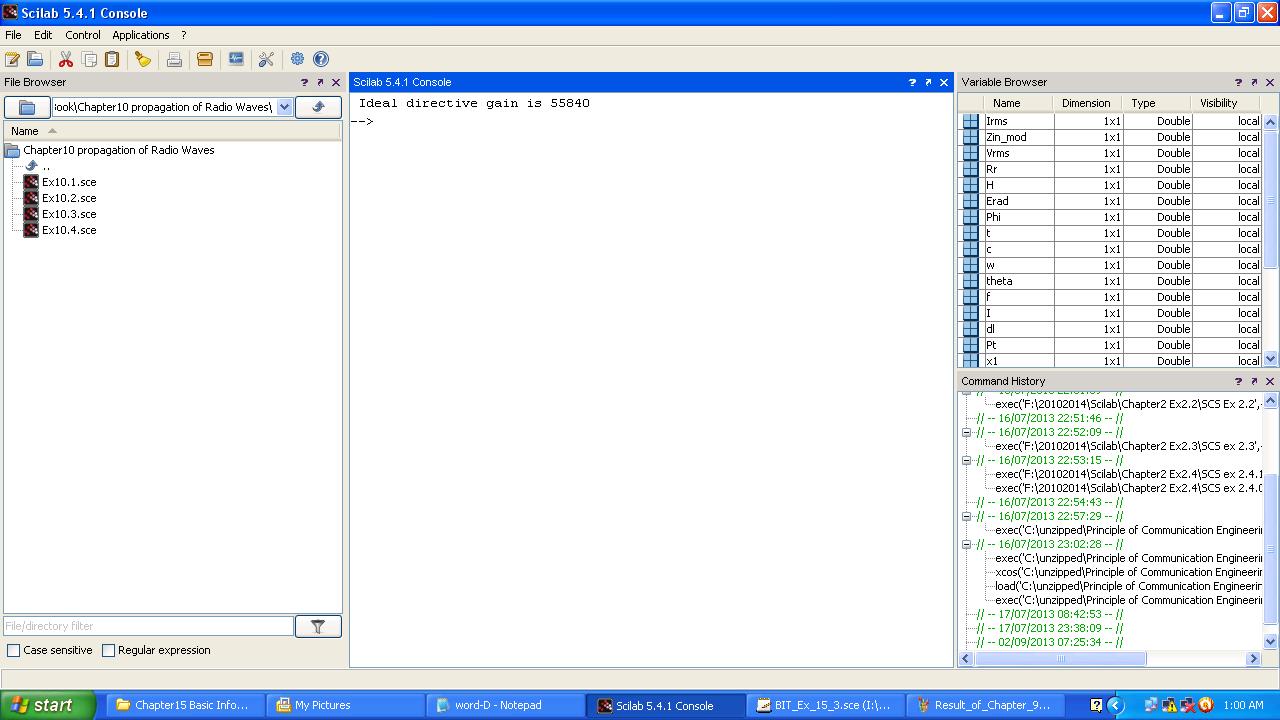 Scilab 5.4.1 Console
File Edit Control Applications ?
File Browser
ook\Chapter10 propagation of Radio Waves\
Name
Chapter10 propagation of Radio Waves
..
Ex10.1.sce
Ex10.2.sce
Ex10.3.sce
Ex10.4.sce
File/directory filter
Case sensitive Regular expression
Scilab 5.4.1 Console
Ideal directive gain is 55840
-->
Variable Browser
Name Dimension Type Visibility
Irms 1x1 Double local
Zin_mod 1x1 Double local
Vrms 1x1 Double local
Rr 1x1 Double local
H 1x1 Double local
Erad 1x1 Double local
Phi 1x1 Double local
t 1x1 Double local
c 1x1 Double local
w 1x1 Double local
theta 1x1 Double local
f 1x1 Double local
I 1x1 Double local
dl 1x1 Double local
Pt 1x1 Double local
x1 1x1 Double local
Command History
exec('F:\20102014\Scilab\Chapter2 Ex2.2\SCS Ex 2.2',
// -- 16/07/2013 22:51:46 -- //
// -- 16/07/2013 22:52:09 -- //
exec('F:\20102014\Scilab\Chapter2 Ex2.3\SCS ex 2.3',
// -- 16/07/2013 22:53:15 -- //
exec('F:\20102014\Scilab\Chapter2 Ex2.4\SCS ex 2.4.1
exec('F:\20102014\Scilab\Chapter2 Ex2.4\SCS ex 2.4.0
// -- 16/07/2013 22:54:43 -- //
// -- 16/07/2013 22:57:29 -- //
exec('C:\unzipped\Principle of Communication Engineerin
// -- 16/07/2013 23:02:28 -- //
exec('C:\unzipped\Principle of Communication Engineerin
xcos('C:\unzipped\Principle of Communication Engineerin
load('C:\unzipped\Principle of Communication Engineerin
exec('C:\unzipped\Principle of Communication Engineerin
// -- 17/07/2013 08:42:53 -- //
// -- 17/07/2013 23:38:09 -- //
// -- 02/09/2013 07:25:34 -- //
start
Chapter15 Basic Info...
My Pictures
word-D - Notepad
Scilab 5.4.1 Console
BIT_Ex_15_3.sce (I:\...
Result_of_Chapter_9...
1:00 AM